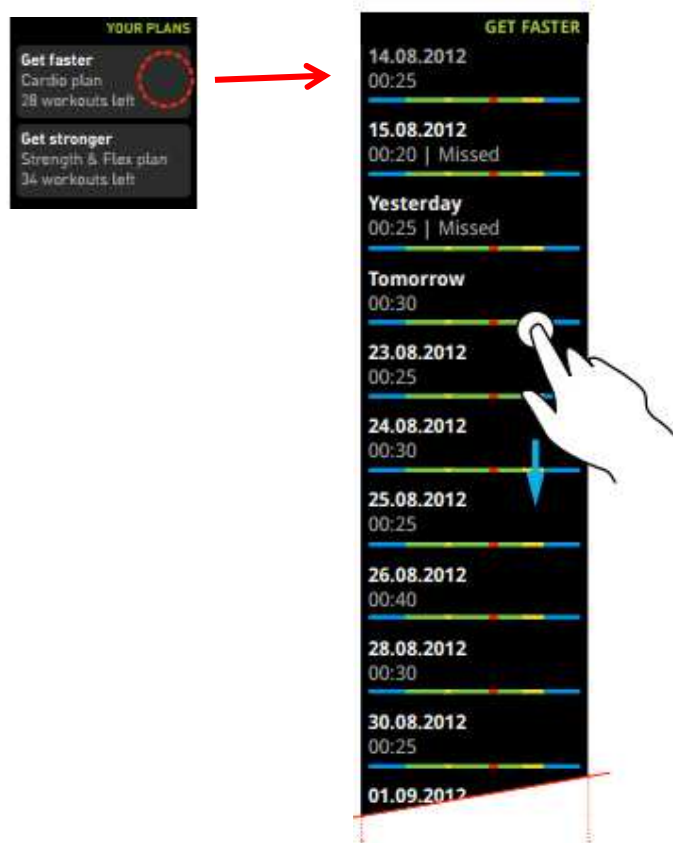 YOUR PLANS
Get faster
Cardio plan
28 workouts left
Get stronger
Strength & Flex plan
34 workouts left
GET FASTER
14.08.2012
00:25
15.08.2012
00:20 | Missed
Yesterday
00:25 | Missed
Tomorrow
00:30
23.08.2012
00:25
24.08.2012
00:30
25.08.2012
00:25
26.08.2012
00:40
28.08.2012
00:30
30.08.2012
00:25
01.09.2012